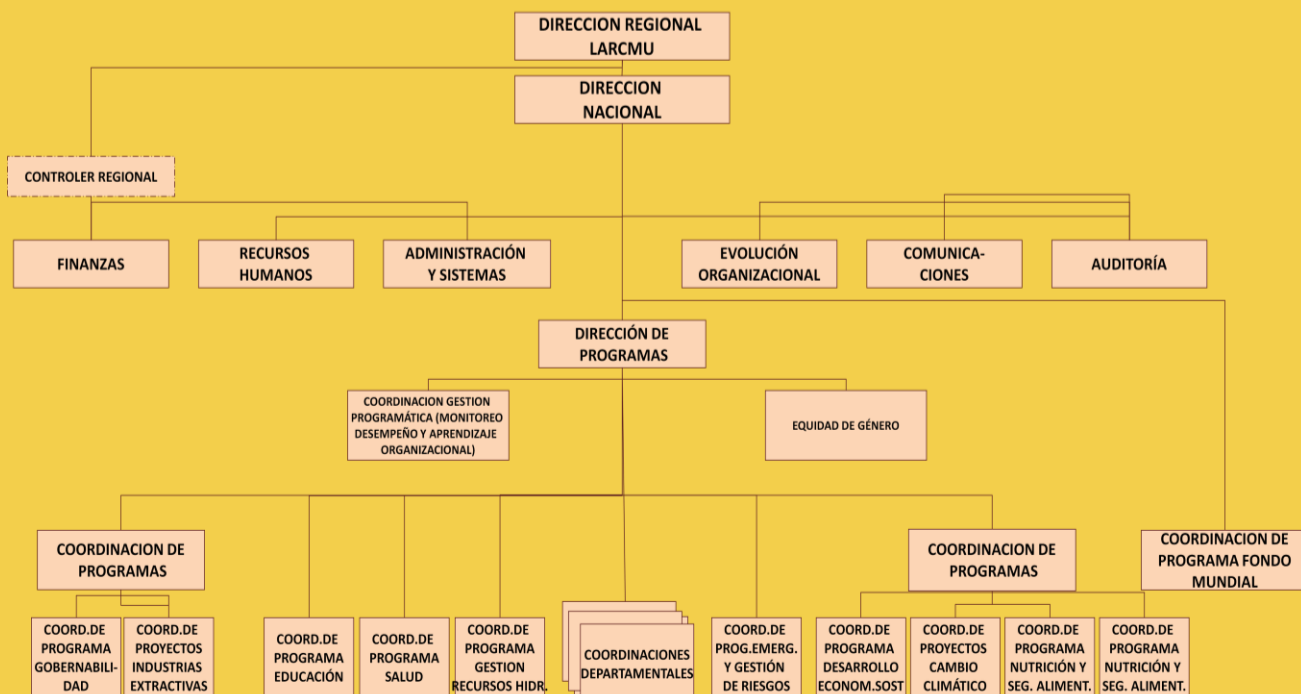 DIRECCION REGIONAL
LARCMU
DIRECCION
NACIONAL
CONTROLER REGIONAL
FINANZAS
RECURSOS
HUMANOS
ADMINISTRACIÓN
Y SISTEMAS
EVOLUCIÓN
ORGANIZACIONAL
COMUNICA-
CIONES
AUDITORÍA
DIRECCIÓN DE
PROGRAMAS
COORDINACION GESTION
PROGRAMÁTICA (MONITOREO
DESEMPEÑO Y APRENDIZAJE
ORGANIZACIONAL)
EQUIDAD DE GÉNERO
COORDINACION DE
PROGRAMAS
COORDINACION DE
PROGRAMAS
COORDINACION DE
PROGRAMA FONDO
MUNDIAL
COORD.DE
PROGRAMA
GOBERNABILI-
DAD
COORD.DE
PROYECTOS
INDUSTRIAS
EXTRACTIVAS
COORD.DE
PROGRAMA
EDUCACIÓN
COORD.DE
PROGRAMA
SALUD
COORD.DE
PROGRAMA
GESTION
RECURSOS HIDR.
COORDINACIONES
DEPARTAMENTALES
COORD.DE
PROG.EMERG.
Y GESTIÓN
DE RIESGOS
COORD.DE
PROGRAMA
DESARROLLO
ECONOM.SOST
COORD.DE
PROYECTOS
CAMBIO
CLIMÁTICO
COORD.DE
PROGRAMA
NUTRICIÓN Y
SEG. ALIMENT.
COORD.DE
PROGRAMA
NUTRICIÓN Y
SEG. ALIMENT.